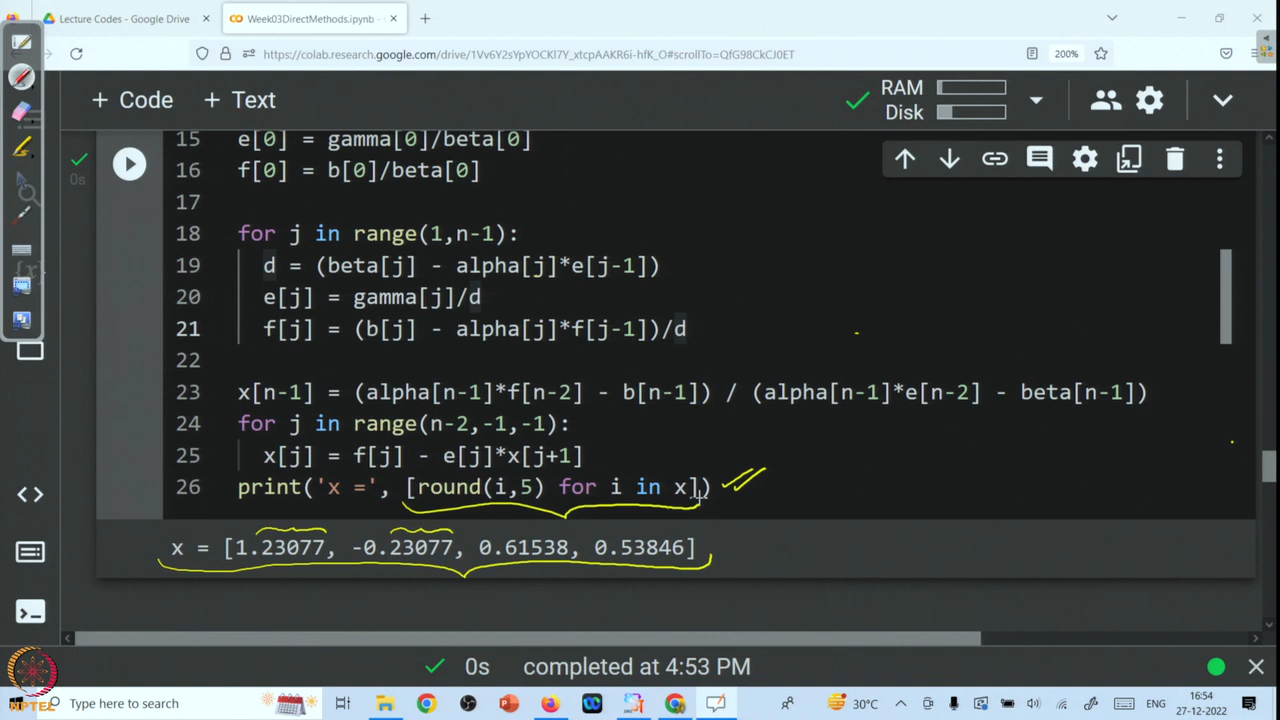 Lecture Codes - Google Drive
Week03DirectMethods.ipynb -
https://colab.research.google.com/drive/1Vv6Y2sYpYOCKl7Y_xtcpAAKR6i-hfK_O#scrollTo=QfG98CkCJ0ET
200%
+ Code + Text
RAM
Disk
15 e[0] = gamma[0]/beta[0]
16 f[0] = b[0]/beta[0]
0s
17
18 for j in range(1,n-1):
19 d = (beta[j] - alpha[j]*e[j-1])
20 e[j] = gamma[j]/d
21 f[j] = (b[j] - alpha[j]*f[j-1])/d
22
23 x[n-1] = (alpha[n-1]*f[n-2] - b[n-1]) / (alpha[n-1]*e[n-2] - beta[n-1])
24 for j in range(n-2,-1,-1):
25 x[j] = f[j] - e[j]*x[j+1]
26 print('x =', [round(i,5) for i in x])
x = [1.23077, -0.23077, 0.61538, 0.53846]
0s completed at 4:53 PM
NPTEL
Type here to search
30°C
ENG
16:54
27-12-2022